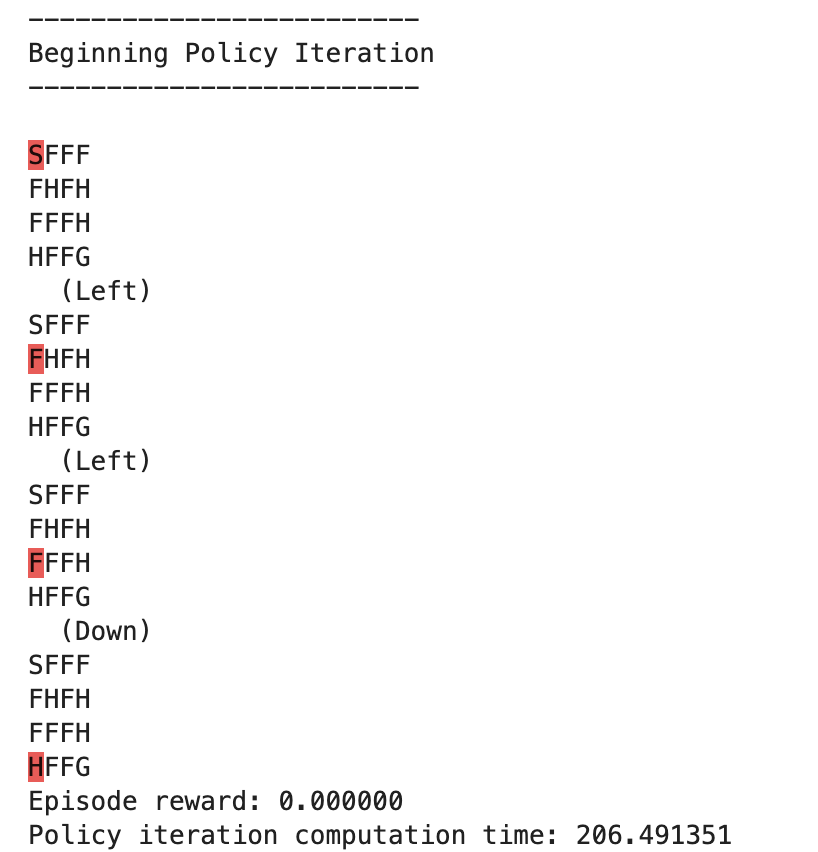 -------------------------
Beginning Policy Iteration
-------------------------
SFFF
FHFH
FFFH
HFFG
(Left)
SFFF
FHFH
FFFH
HFFG
(Left)
SFFF
FHFH
FFFH
HFFG
(Down)
SFFF
FHFH
FFFH
HFFG
Episode reward: 0.000000
Policy iteration computation time: 206.491351